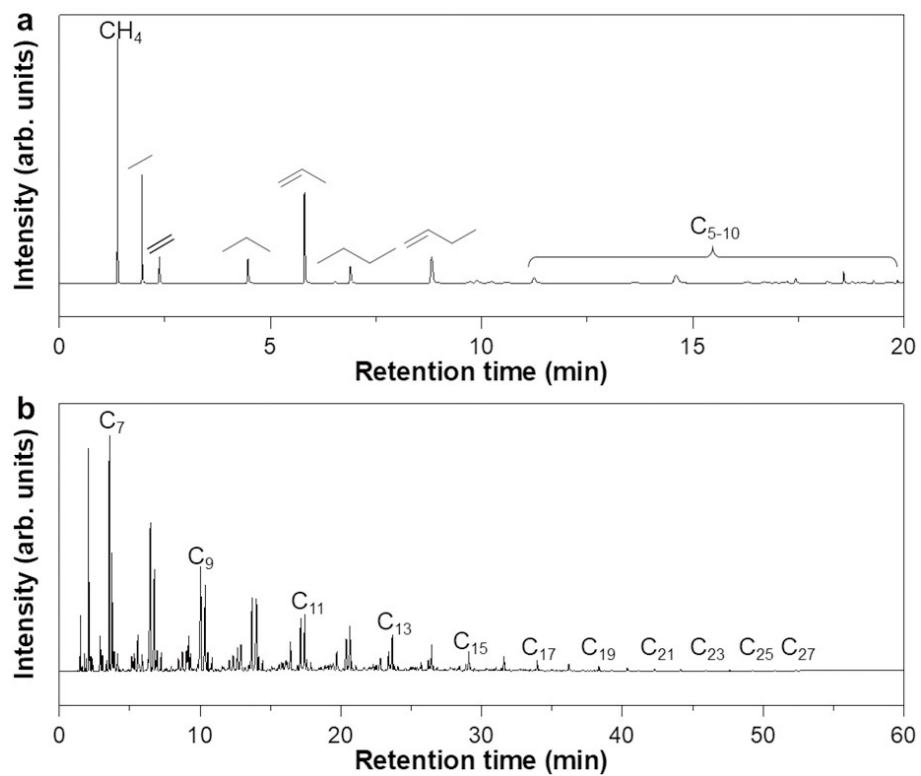 a
CH₄
C₅₋₁₀
Intensity (arb. units)
0 5 10 15 20
Retention time (min)
b
C₇
C₉
C₁₁
C₁₃
C₁₅ C₁₇ C₁₉ C₂₁ C₂₃ C₂₅ C₂₇
Intensity (arb. units)
0 10 20 30 40 50 60
Retention time (min)